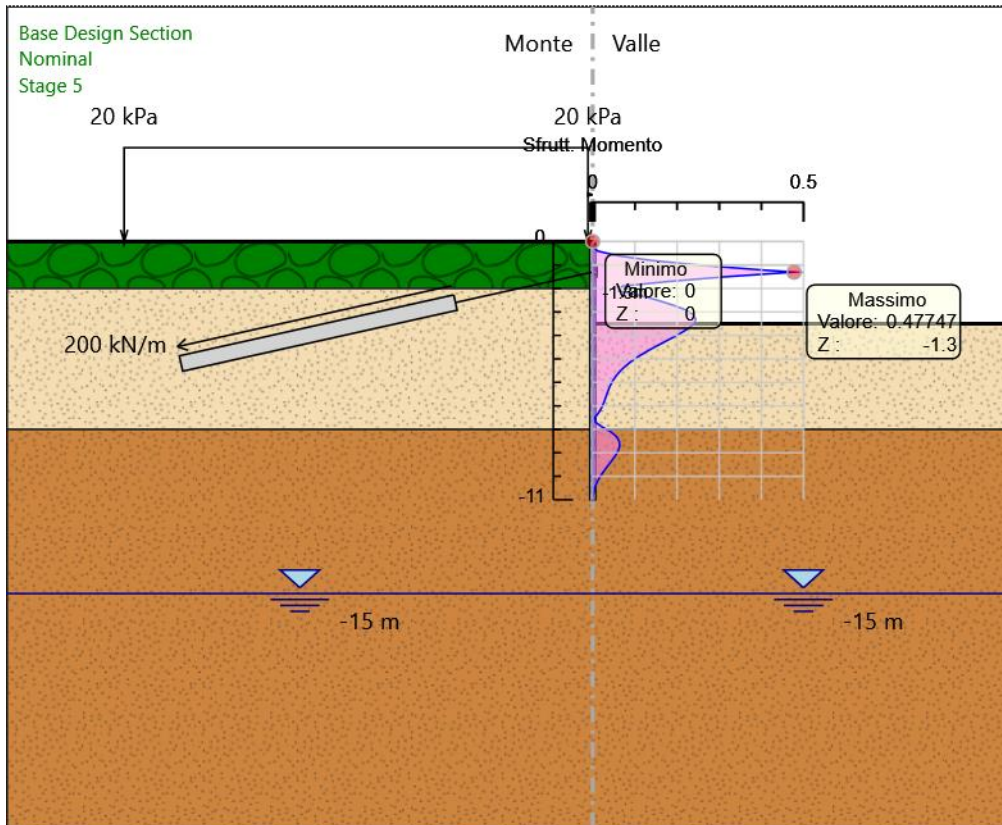 Base Design Section
Nominal
Stage 5
Monte
Valle
20 kPa
20 kPa
Sfrutt. Momento
0
0.5
0
Minimo
Valore: 0
Z : 0
Massimo
Valore: 0.47747
Z : -1.3
200 kN/m
-11
-15 m
-15 m